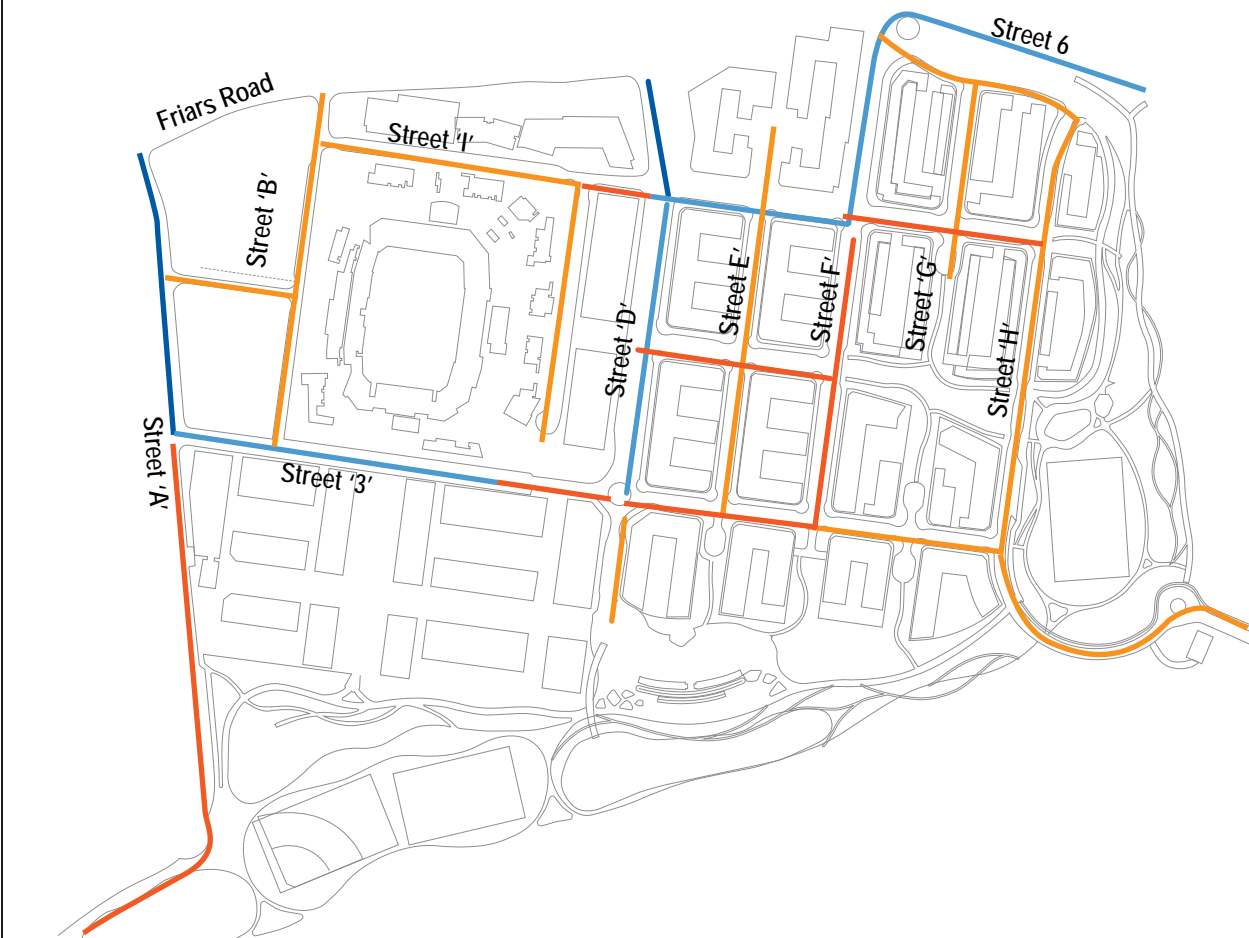 Street 6
Friars Road
Street 'I'
Street 'B'
Street E'
Street F'
Street 'G'
Street 'D'
Street 'H'
Street 'A'
Street '3'